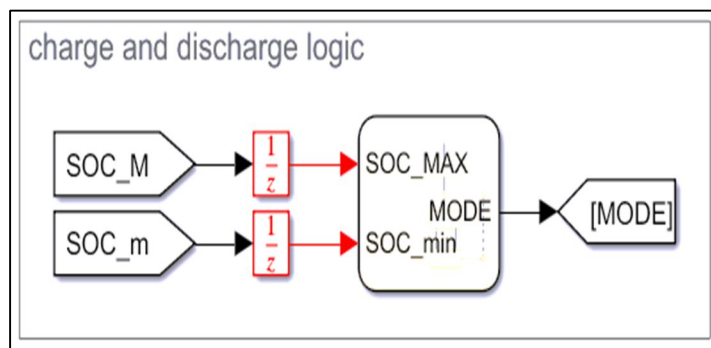 charge and discharge logic
SOC_M
1
z
SOC_MAX
MODE
[MODE]
SOC_m
1
z
SOC_min